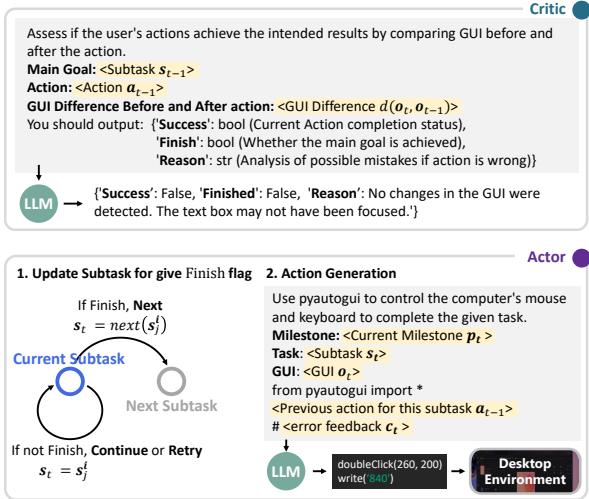 Critic
Assess if the user's actions achieve the intended results by comparing GUI before and
after the action.
Main Goal: <Subtask s_{t−1}>
Action: <Action a_{t−1}>
GUI Difference Before and After action: <GUI Difference d(o_t, o_{t−1})>
You should output: {'Success': bool (Current Action completion status),
'Finish': bool (Whether the main goal is achieved),
'Reason': str (Analysis of possible mistakes if action is wrong)}
LLM
{'Success': False, 'Finished': False, 'Reason': No changes in the GUI were
detected. The text box may not have been focused.'}
Actor
1. Update Subtask for give Finish flag
If Finish, Next
s_t = next(s_j^i)
Current Subtask
Next Subtask
If not Finish, Continue or Retry
s_t = s_j^i
2. Action Generation
Use pyautogui to control the computer's mouse
and keyboard to complete the given task.
Milestone: <Current Milestone p_t >
Task: <Subtask s_t>
GUI: <GUI o_t>
from pyautogui import *
<Previous action for this subtask a_{t−1}>
# <error feedback c_t >
LLM
doubleClick(260, 200)
write('840')
Desktop
Environment